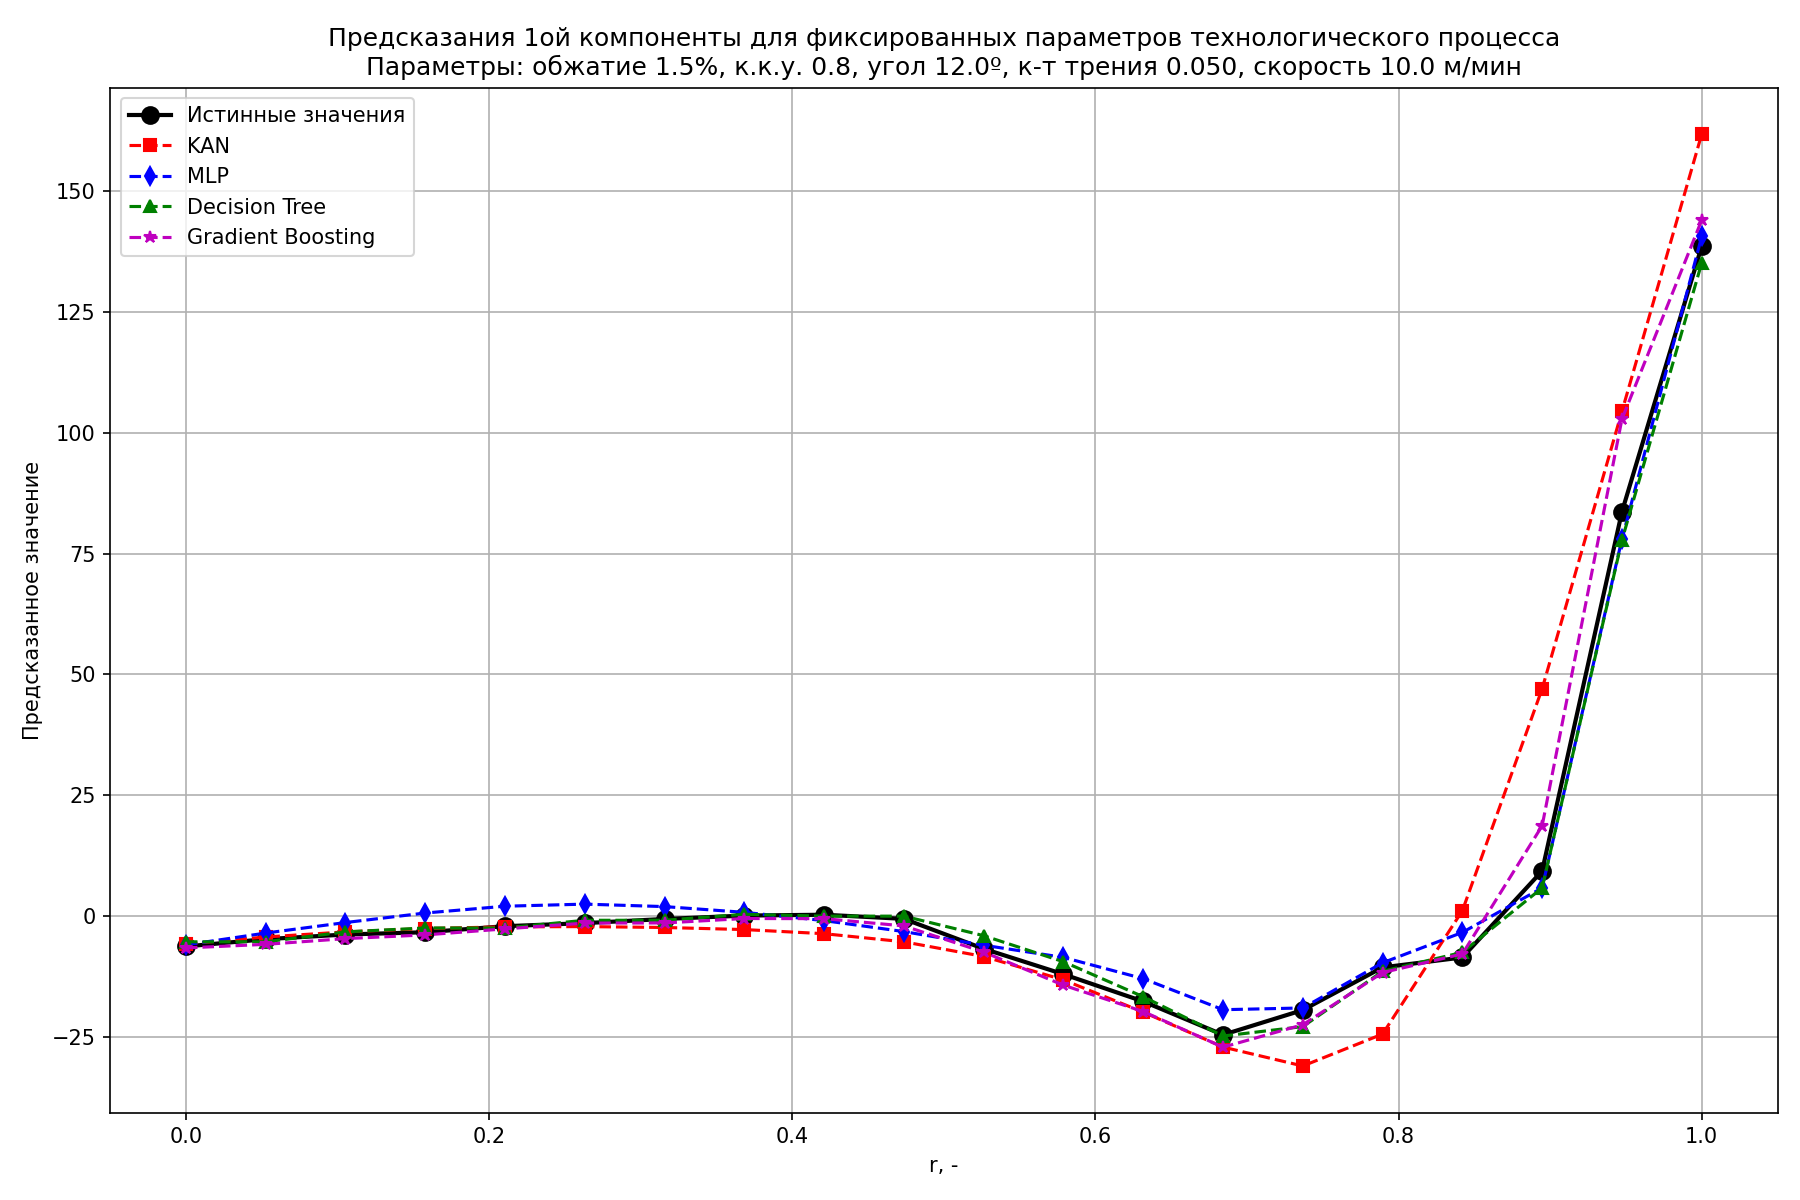 Предсказания 1ой компоненты для фиксированных параметров технологического процесса
Параметры: обжатие 1.5%, к.к.у. 0.8, угол 12.0º, к-т трения 0.050, скорость 10.0 м/мин
Истинные значения
KAN
MLP
Decision Tree
Gradient Boosting
Предсказанное значение
150
125
100
75
50
25
0
−25
0.0 0.2 0.4 0.6 0.8 1.0
r, -